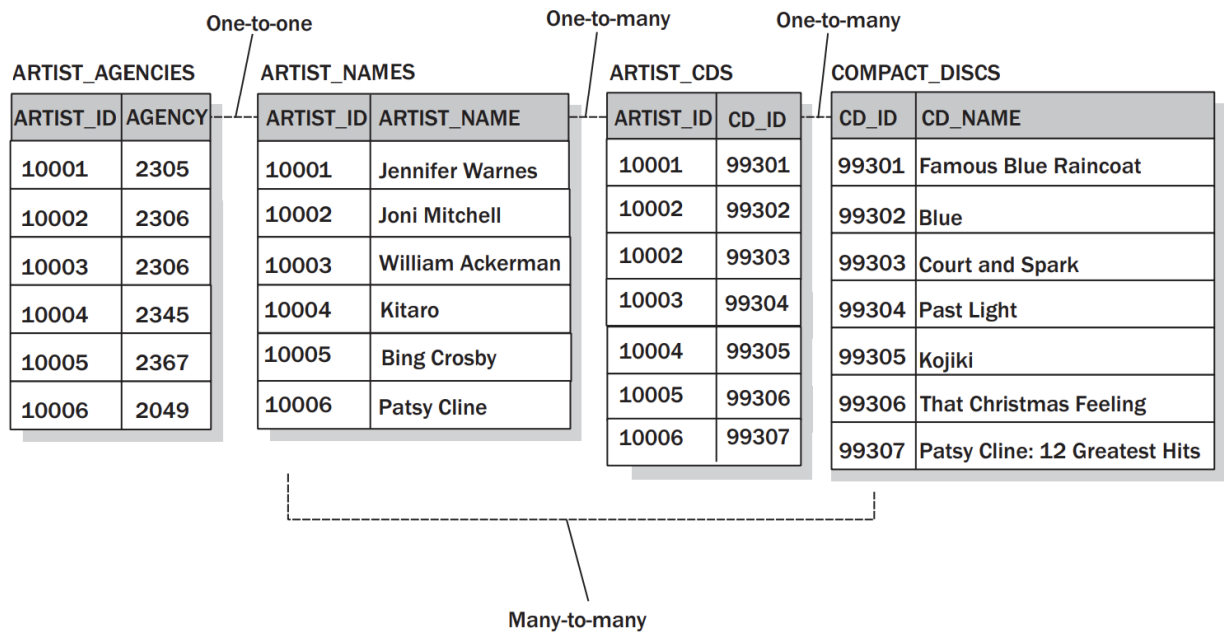 One-to-one
One-to-many
One-to-many
ARTIST_AGENCIES
ARTIST_ID AGENCY
10001 2305
10002 2306
10003 2306
10004 2345
10005 2367
10006 2049
ARTIST_NAMES
ARTIST_ID ARTIST_NAME
10001 Jennifer Warnes
10002 Joni Mitchell
10003 William Ackerman
10004 Kitaro
10005 Bing Crosby
10006 Patsy Cline
ARTIST_CDS
ARTIST_ID CD_ID
10001 99301
10002 99302
10002 99303
10003 99304
10004 99305
10005 99306
10006 99307
COMPACT_DISCS
CD_ID CD_NAME
99301 Famous Blue Raincoat
99302 Blue
99303 Court and Spark
99304 Past Light
99305 Kojiki
99306 That Christmas Feeling
99307 Patsy Cline: 12 Greatest Hits
Many-to-many